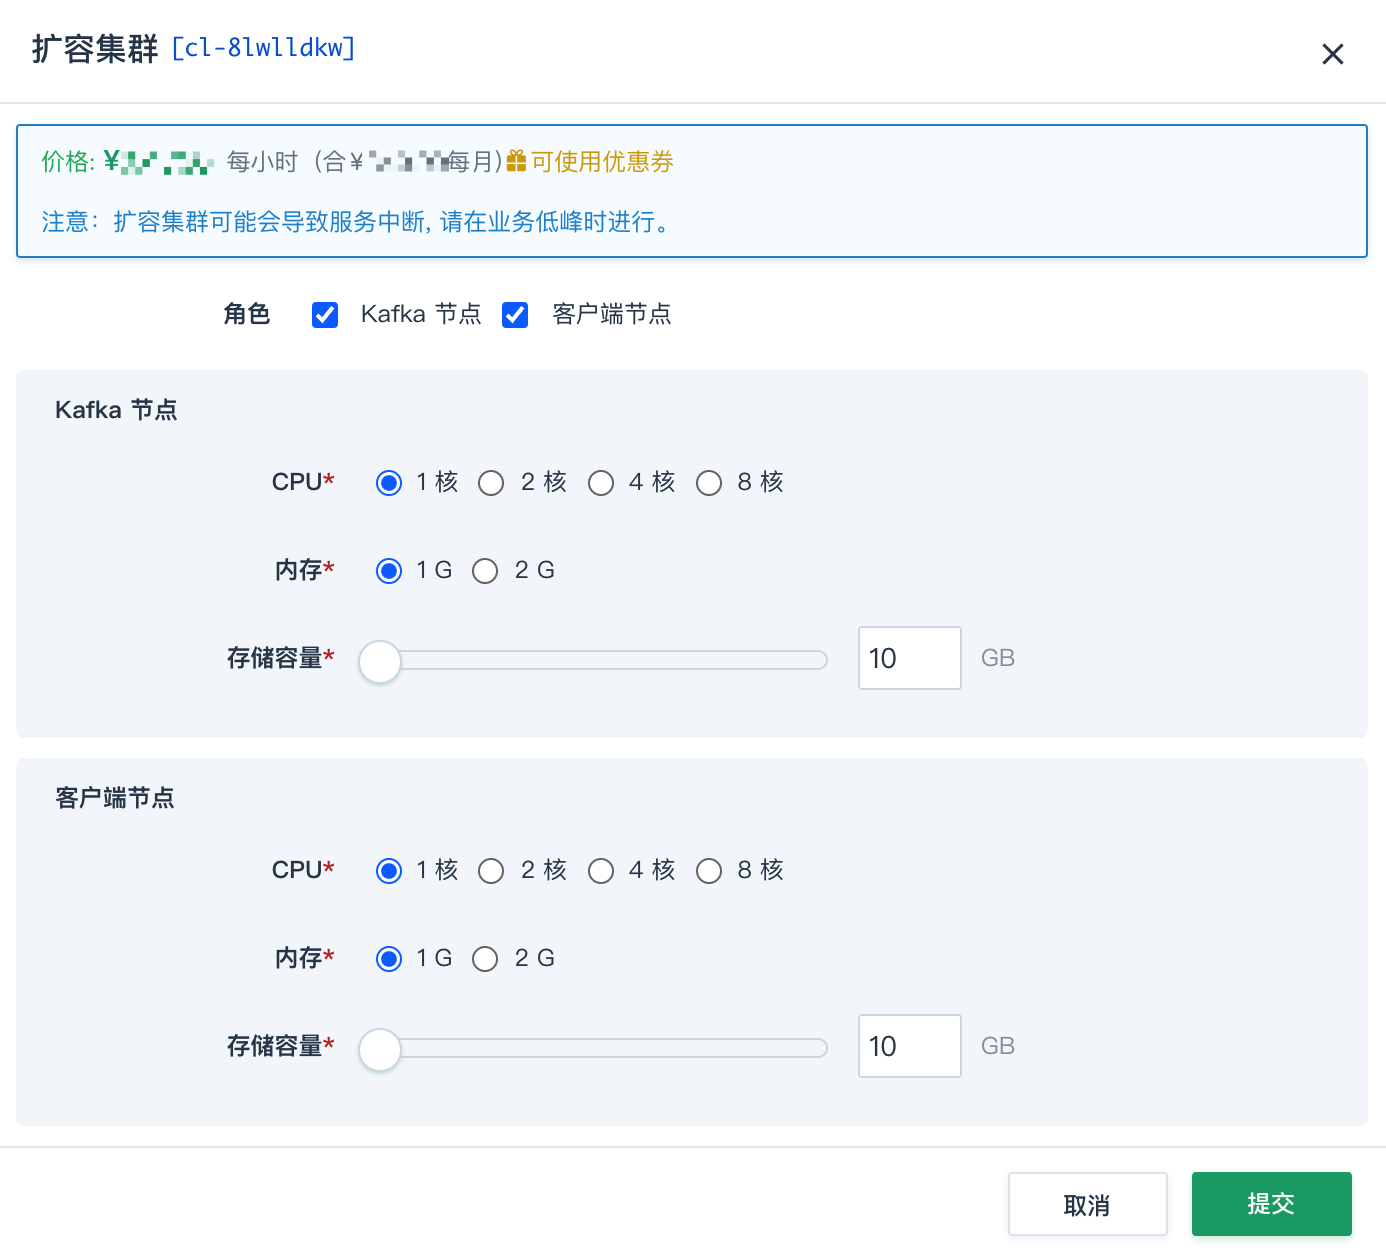 扩容集群 [cl-8lwlldkw]
价格: ¥ 每小时（合¥ 每月)可使用优惠券
注意：扩容集群可能会导致服务中断, 请在业务低峰时进行。
角色 Kafka 节点 客户端节点
Kafka 节点
CPU* 1 核 2 核 4 核 8 核
内存* 1 G 2 G
存储容量* 10 GB
客户端节点
CPU* 1 核 2 核 4 核 8 核
内存* 1 G 2 G
存储容量* 10 GB
取消 提交